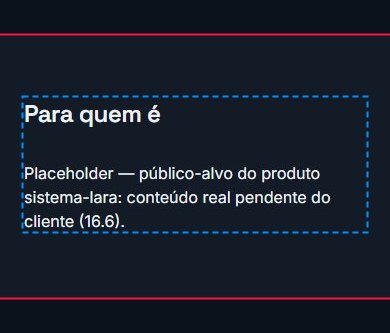 Para quem é
Placeholder — público-alvo do produto
sistema-lara: conteúdo real pendente do
cliente (16.6).